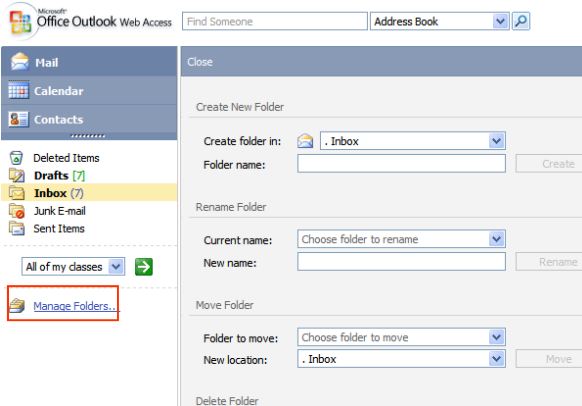 Microsoft
Office Outlook Web Access
Find Someone
Address Book
Mail
Close
Calendar
Contacts
Create New Folder
Create folder in:
. Inbox
Folder name:
Create
Deleted Items
Drafts [7]
Inbox (7)
Junk E-mail
Sent Items
Rename Folder
Current name:
Choose folder to rename
New name:
Rename
All of my classes
Manage Folders...
Move Folder
Folder to move:
Choose folder to move
New location:
. Inbox
Move
Delete Folder